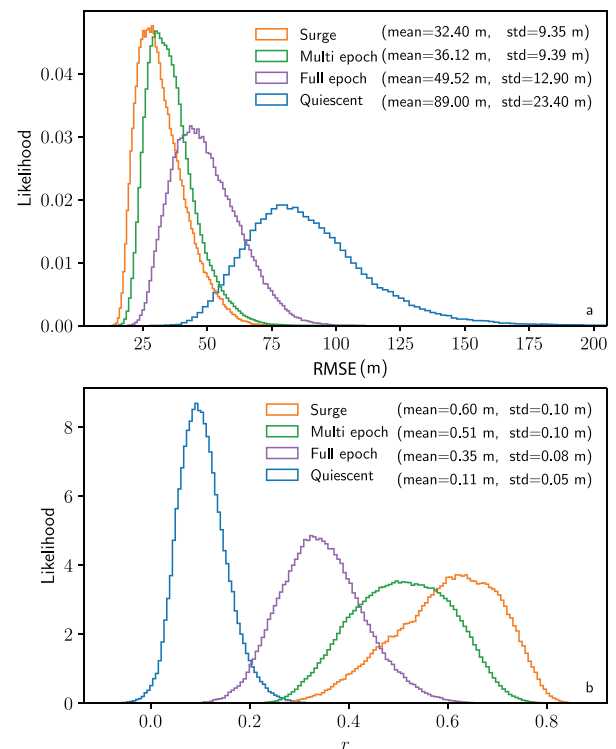 0.04
0.03
0.02
0.01
0.00
Likelihood
Surge (mean=32.40 m, std=9.35 m)
Multi epoch (mean=36.12 m, std=9.39 m)
Full epoch (mean=49.52 m, std=12.90 m)
Quiescent (mean=89.00 m, std=23.40 m)
a
25 50 75 100 125 150 175 200
RMSE (m)
8
6
4
2
0
Likelihood
Surge (mean=0.60 m, std=0.10 m)
Multi epoch (mean=0.51 m, std=0.10 m)
Full epoch (mean=0.35 m, std=0.08 m)
Quiescent (mean=0.11 m, std=0.05 m)
b
0.0 0.2 0.4 0.6 0.8
r